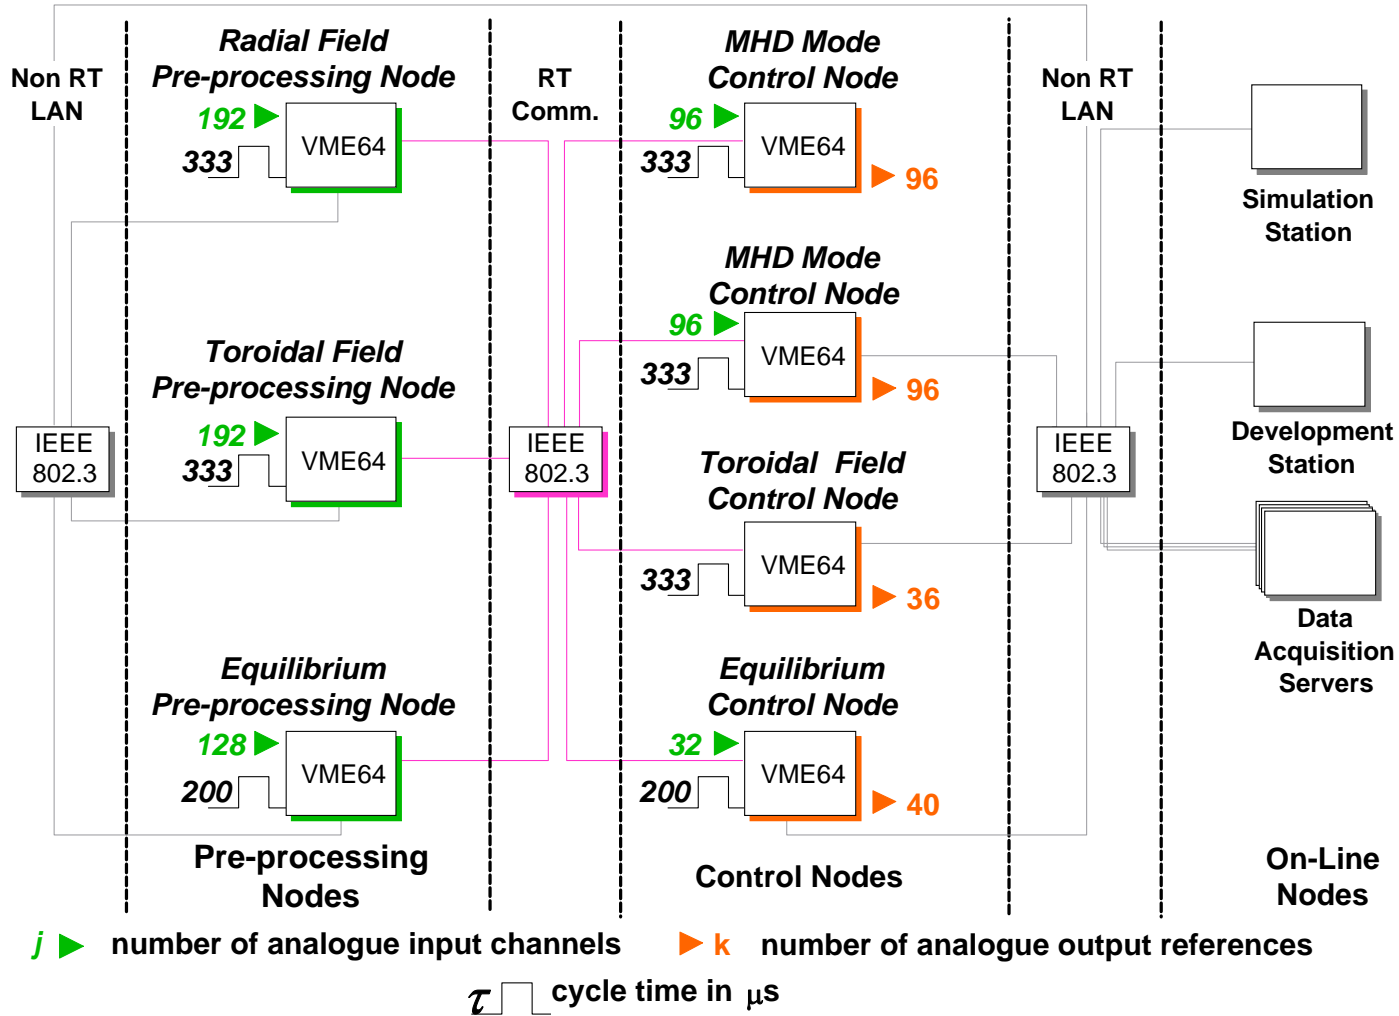 Non RT
LAN
Radial Field
Pre-processing Node
192
333
VME64
Toroidal Field
Pre-processing Node
192
333
VME64
IEEE
802.3
Equilibrium
Pre-processing Node
128
200
VME64
Pre-processing
Nodes
RT
Comm.
IEEE
802.3
MHD Mode
Control Node
96
333
VME64
96
MHD Mode
Control Node
96
333
VME64
96
Toroidal Field
Control Node
333
VME64
36
Equilibrium
Control Node
32
200
VME64
40
Control Nodes
Non RT
LAN
IEEE
802.3
Simulation
Station
Development
Station
Data
Acquisition
Servers
On-Line
Nodes
j number of analogue input channels
k number of analogue output references
τ cycle time in μs